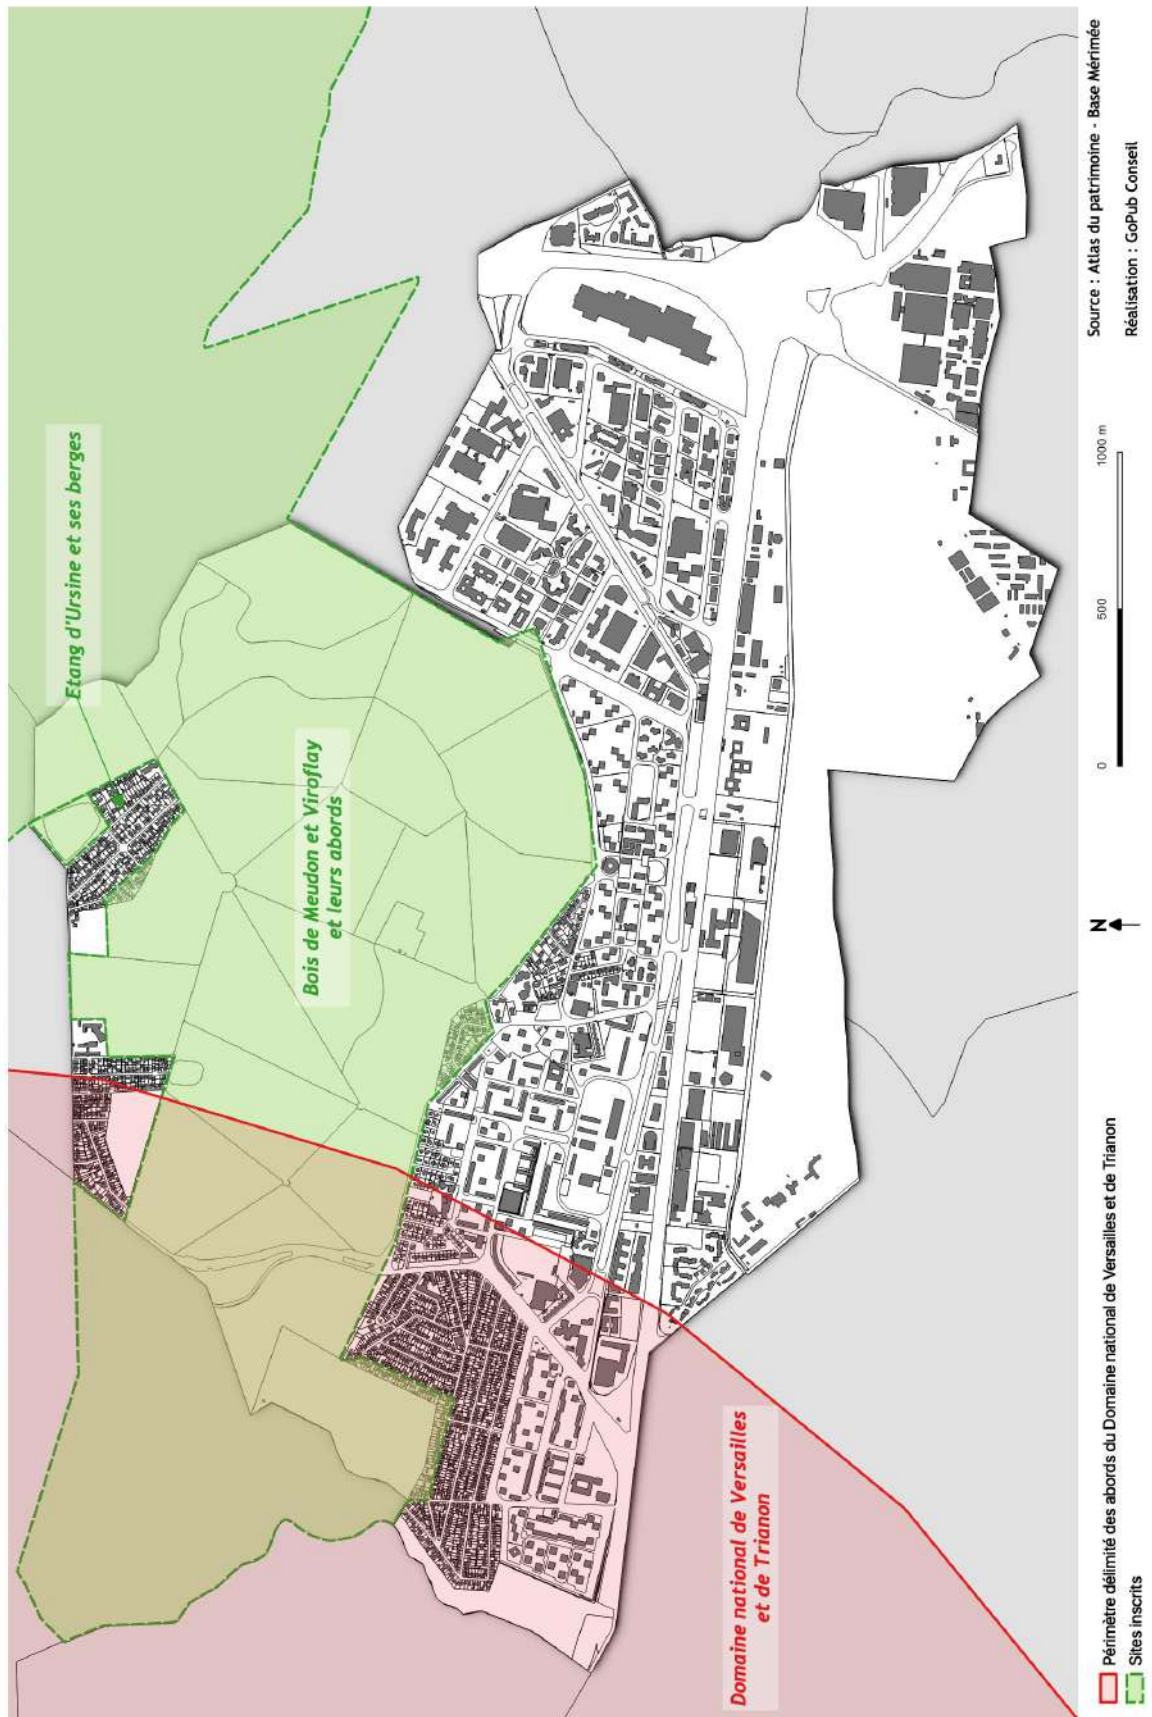 Etang d'Ursine et ses berges
Bois de Meudon et Viroflay
et leurs abords
Domaine national de Versailles
et de Trianon
Périmètre délimité des abords du Domaine national de Versailles et de Trianon
Sites inscrits
N
0 500 1000 m
Source : Atlas du patrimoine - Base Mérimée
Réalisation : GoPub Conseil